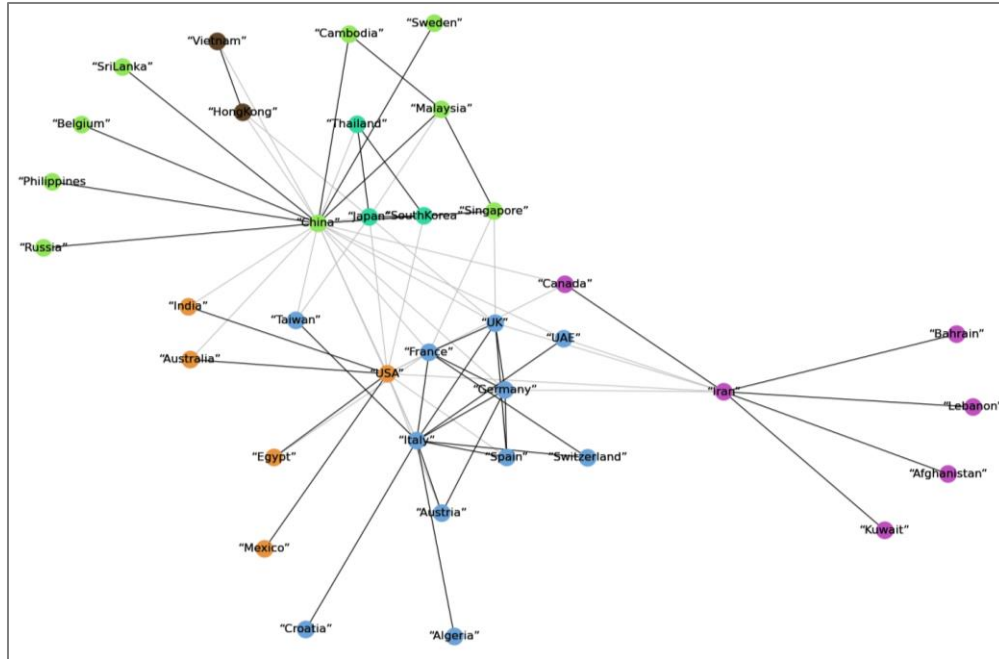 “Sweden”
“Cambodia”
“Vietnam”
“SriLanka”
“HongKong”
“Malaysia”
“Belgium”
“Thailand”
“Philippines
“China”
“Japan”
“SouthKorea”
“Singapore”
“Russia”
“Canada”
“India”
“Taiwan”
“UK”
“UAE”
“Bahrain”
“Australia”
“France”
“USA”
“Germany”
“Iran”
“Lebanon”
“Italy”
“Egypt”
“Spain”
“Switzerland”
“Afghanistan”
“Austria”
“Kuwait”
“Mexico”
“Croatia”
“Algeria”